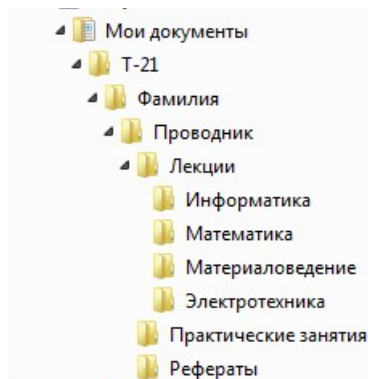 Мои документы
Т-21
Фамилия
Проводник
Лекции
Информатика
Математика
Материаловедение
Электротехника
Практические занятия
Рефераты